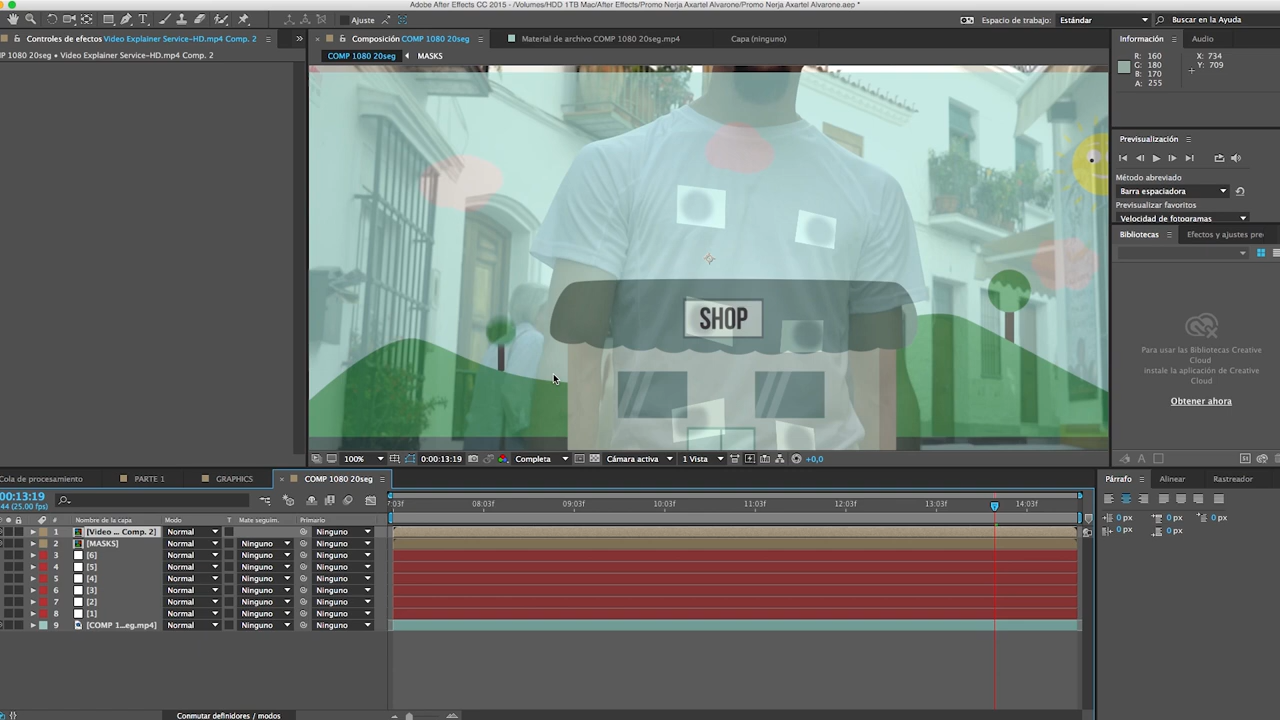 Adobe After Effects CC 2015 - /Volumes/HDD 1TB Mac/After Effects/Promo Nerja Axartel Alvarone/Promo Nerja Axartel Alvarone.aep *
Ajuste
Espacio de trabajo: Estándar
Buscar en la Ayuda
Controles de efectos Video Explainer Service-HD.mp4 Comp. 2
Composición COMP 1080 20seg
Material de archivo COMP 1080 20seg.mp4
Capa (ninguno)
Información
Audio
MP 1080 20seg • Video Explainer Service-HD.mp4 Comp. 2
COMP 1080 20seg
MASKS
R: 160
G: 180
B: 170
A: 255
X: 734
Y: 709
Previsualización
Método abreviado
Barra espaciadora
Previsualizar favoritos
Velocidad de fotogramas
Bibliotecas
Efectos y ajustes pre
SHOP
Para usar las Bibliotecas Creative
Cloud
instale la aplicación de Creative
Cloud
Obtener ahora
100%
0:00:13:19
Completa
Cámara activa
1 Vista
+0,0
Cola de procesamiento
PARTE 1
GRAPHICS
COMP 1080 20seg
Párrafo
Alinear
Rastreador
00:13:19
44 (25.00 fps)
7:03f
08:03f
09:03f
10:03f
11:03f
12:03f
13:03f
14:03f
0 px
0 px
0 px
0 px
0 px
#
Nombre de la capa
Modo
T
Mate seguim.
Primario
1 [Video ... Comp. 2] Normal Ninguno
2 [MASKS] Normal Ninguno Ninguno
3 [6] Normal Ninguno Ninguno
4 [5] Normal Ninguno Ninguno
5 [4] Normal Ninguno Ninguno
6 [3] Normal Ninguno Ninguno
7 [2] Normal Ninguno Ninguno
8 [1] Normal Ninguno Ninguno
9 [COMP 1...eg.mp4] Normal Ninguno Ninguno
Conmutar definidores / modos